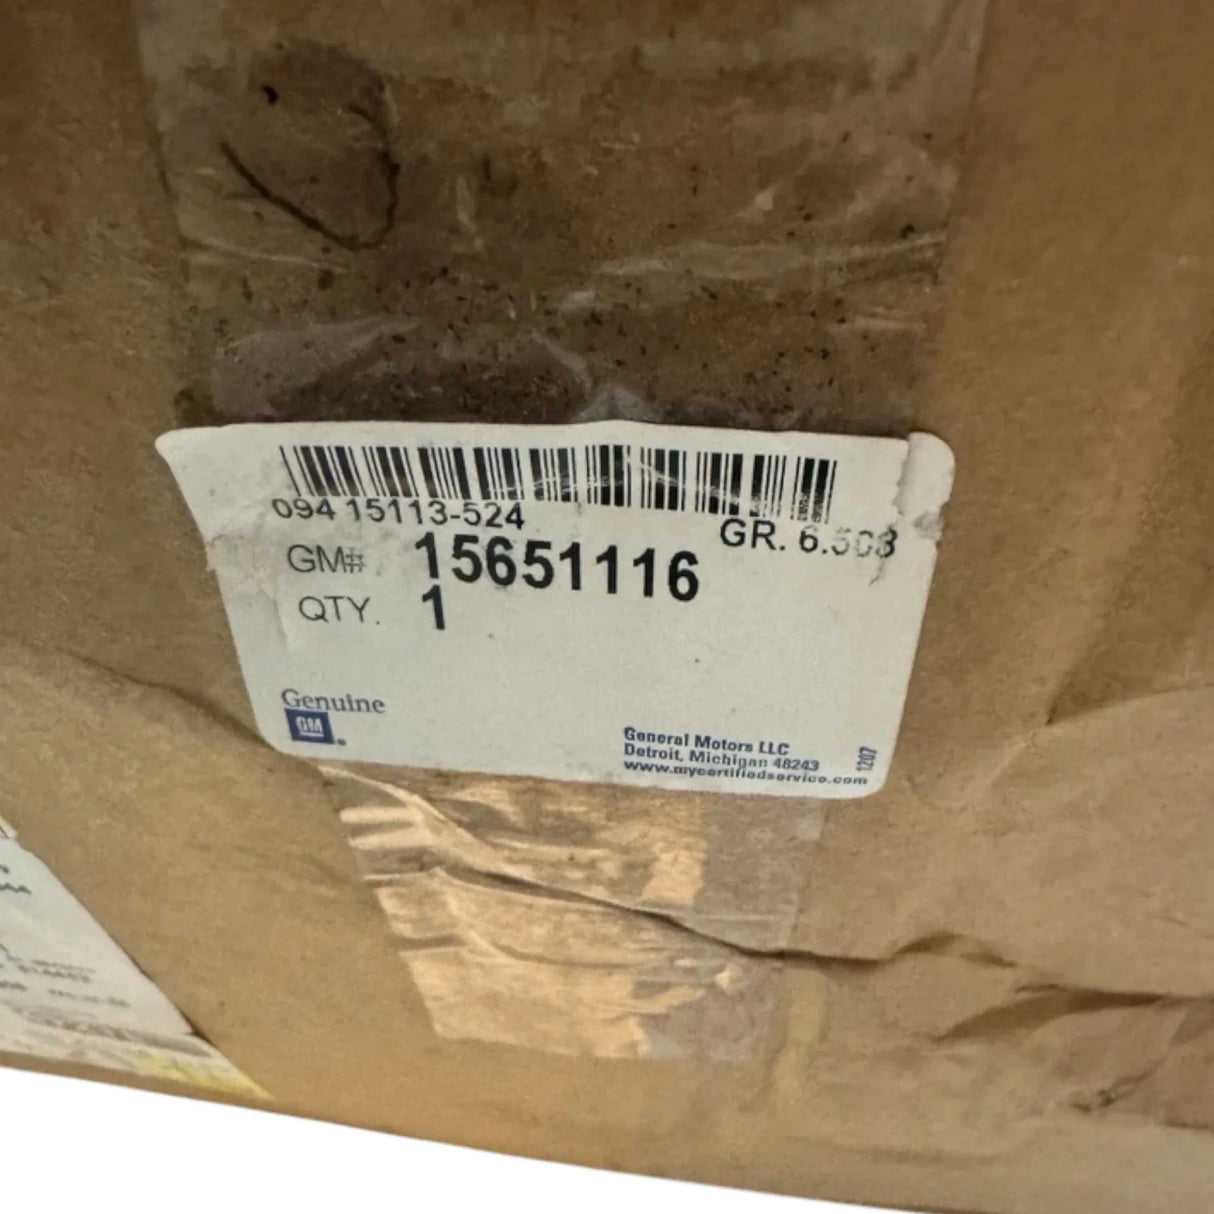 094 15113-524
GR. 6.508
GM# 15651116
QTY. 1
Genuine
GM
General Motors LLC
Detroit, Michigan 48243
www.mycertifiedservice.com
1207